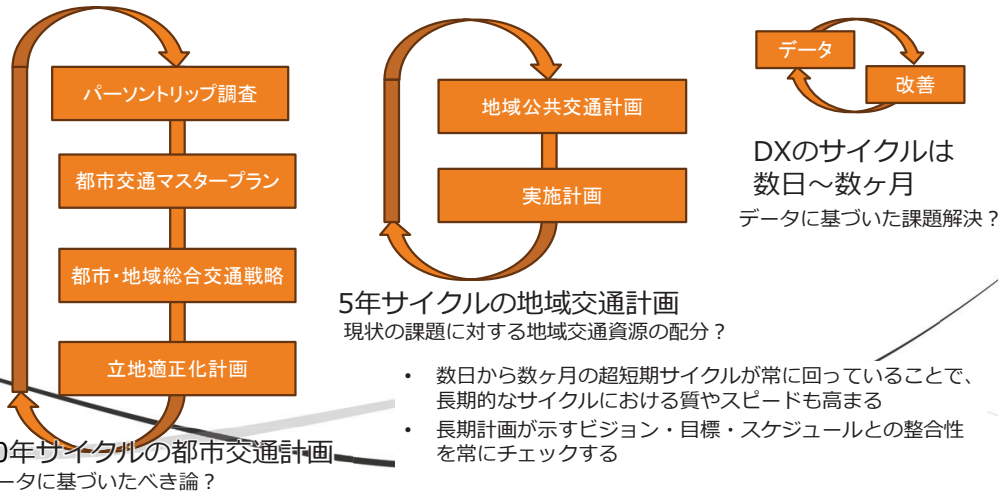 パーソントリップ調査
都市交通マスタープラン
都市・地域総合交通戦略
立地適正化計画
0年サイクルの都市交通計画
ータに基づいたべき論？
地域公共交通計画
実施計画
5年サイクルの地域交通計画
現状の課題に対する地域交通資源の配分？
データ
改善
DXのサイクルは
数日～数ヶ月
データに基づいた課題解決？
• 数日から数ヶ月の超短期サイクルが常に回っていることで、
長期的なサイクルにおける質やスピードも高まる
• 長期計画が示すビジョン・目標・スケジュールとの整合性
を常にチェックする